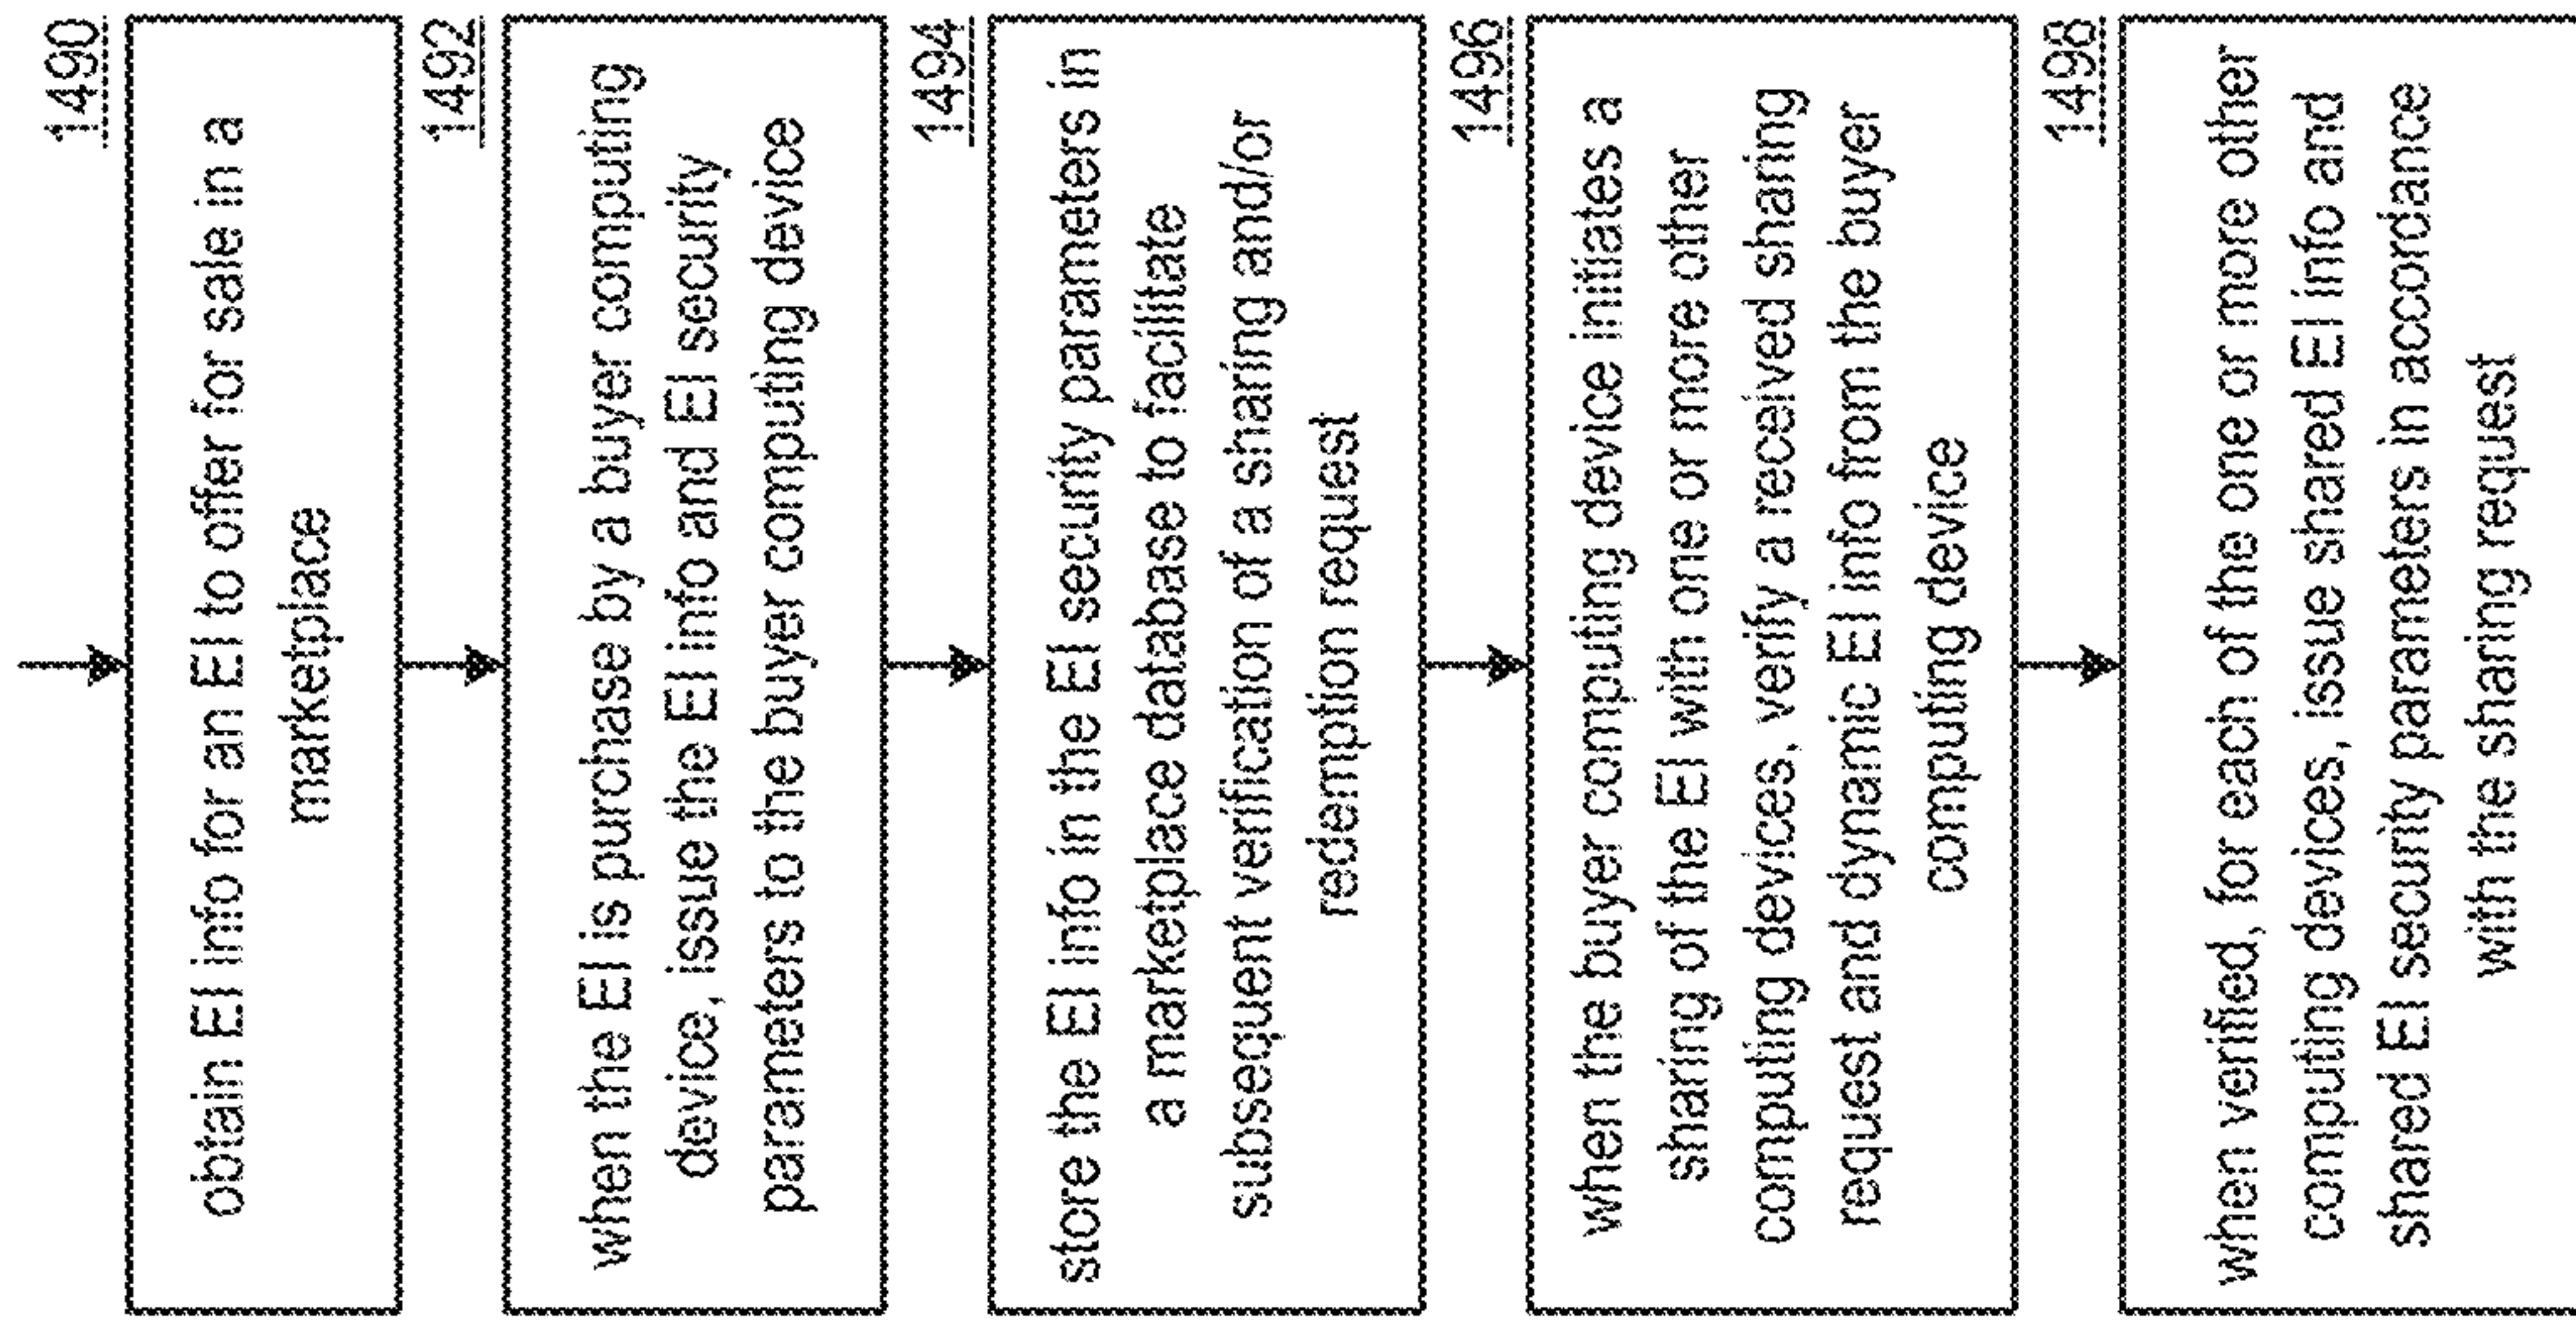 1490
obtain EI info for an EI to offer for sale in a
marketplace
1492
when the EI is purchase by a buyer computing
device, issue the EI info and EI security
parameters to the buyer computing device
1494
store the EI info in the EI security parameters in
a marketplace database to facilitate
subsequent verification of a sharing and/or
redemption request
1496
when the buyer computing device initiates a
sharing of the EI with one or more other
computing devices, verify a received sharing
request and dynamic EI info from the buyer
computing device
1498
when verified, for each of the one or more other
computing devices, issue shared EI info and
shared EI security parameters in accordance
with the sharing request